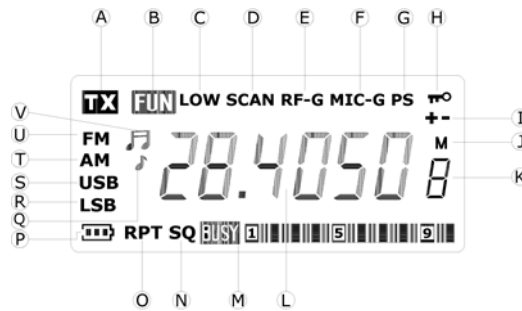 A B C D E F G H
TX FUN LOW SCAN RF-G MIC-G PS
V I
+-
U FM J
M
T AM 28.4050 8 K
S USB
R LSB
Q
P RPT SQ BUSY 1 5 9
O N M L